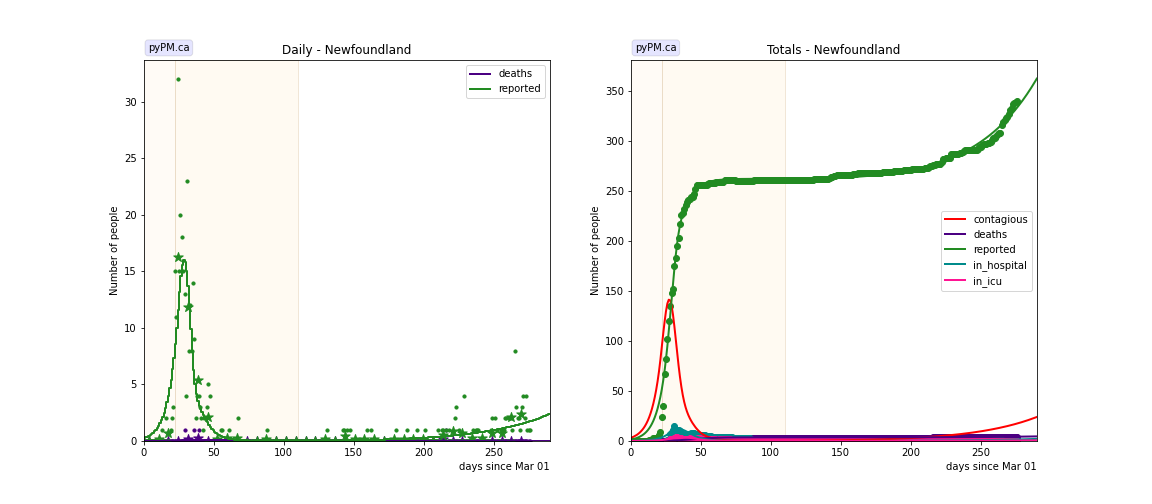 pyPM.ca
Daily - Newfoundland
deaths
reported
Number of people
30
25
20
15
10
5
0
0
50
100
150
200
250
days since Mar 01
pyPM.ca
Totals - Newfoundland
contagious
deaths
reported
in_hospital
in_icu
Number of people
350
300
250
200
150
100
50
0
0
50
100
150
200
250
days since Mar 01